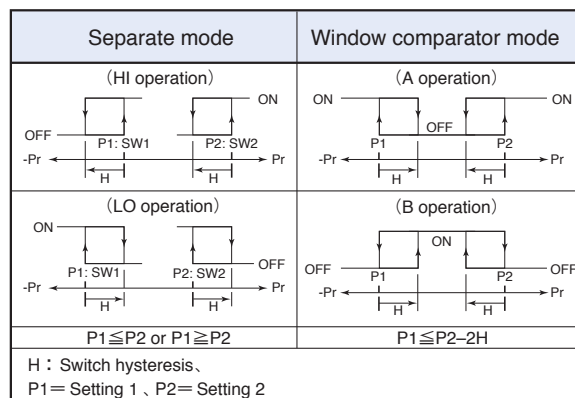 Separate mode
Window comparator mode
(HI operation)
ON
OFF
P1: SW1
P2: SW2
-Pr
Pr
H
H
(A operation)
ON
ON
OFF
P1
P2
-Pr
Pr
H
H
(LO operation)
ON
OFF
P1: SW1
P2: SW2
-Pr
Pr
H
H
(B operation)
ON
OFF
OFF
P1
P2
-Pr
Pr
H
H
P1≦P2 or P1≧P2
P1≦P2–2H
H：Switch hysteresis、
P1＝Setting 1、P2＝Setting 2